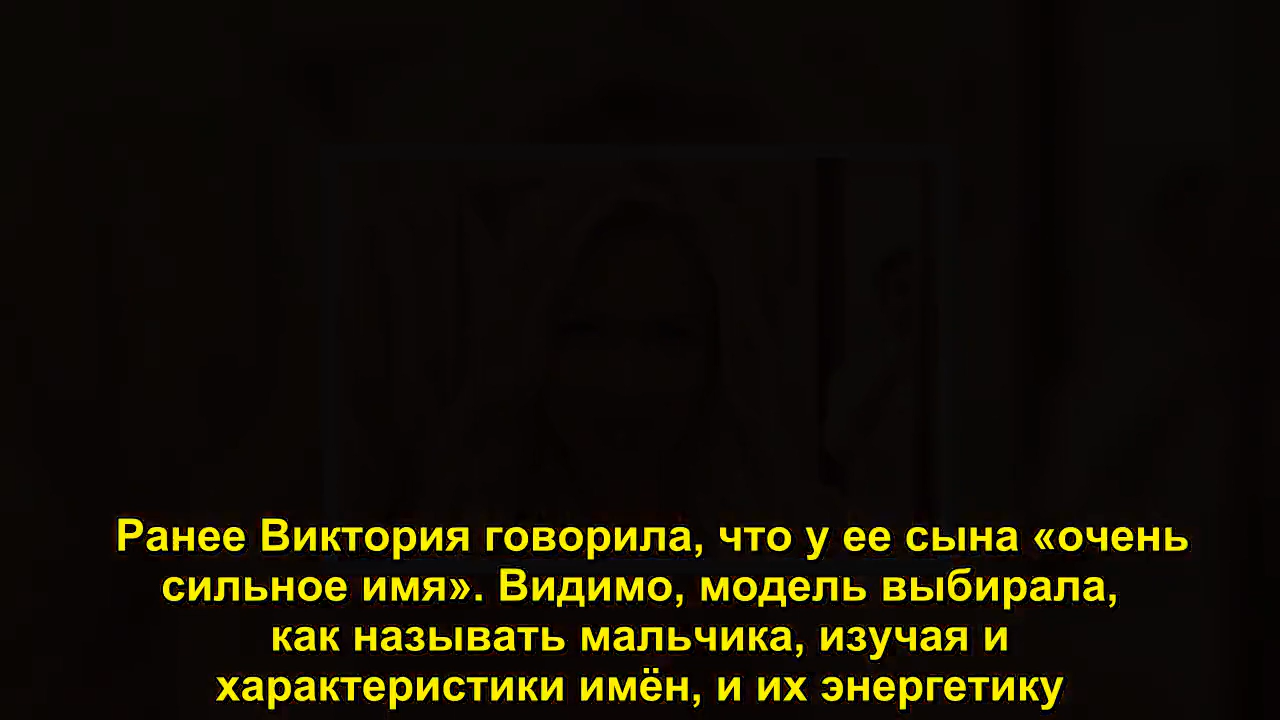 Ранее Виктория говорила, что у ее сына «очень
сильное имя». Видимо, модель выбирала,
как называть мальчика, изучая и
характеристики имён, и их энергетику